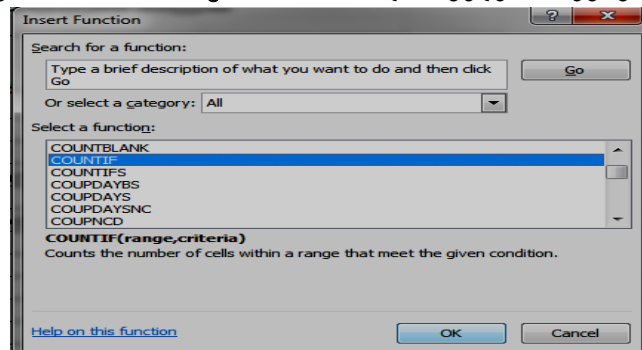 Insert Function
Search for a function:
Type a brief description of what you want to do and then click
Go
Go
Or select a category: All
Select a function:
COUNTBLANK
COUNTIF
COUNTIFS
COUPDAYBS
COUPDAYS
COUPDAYSNC
COUPNCD
COUNTIF(range,criteria)
Counts the number of cells within a range that meet the given condition.
Help on this function
OK
Cancel